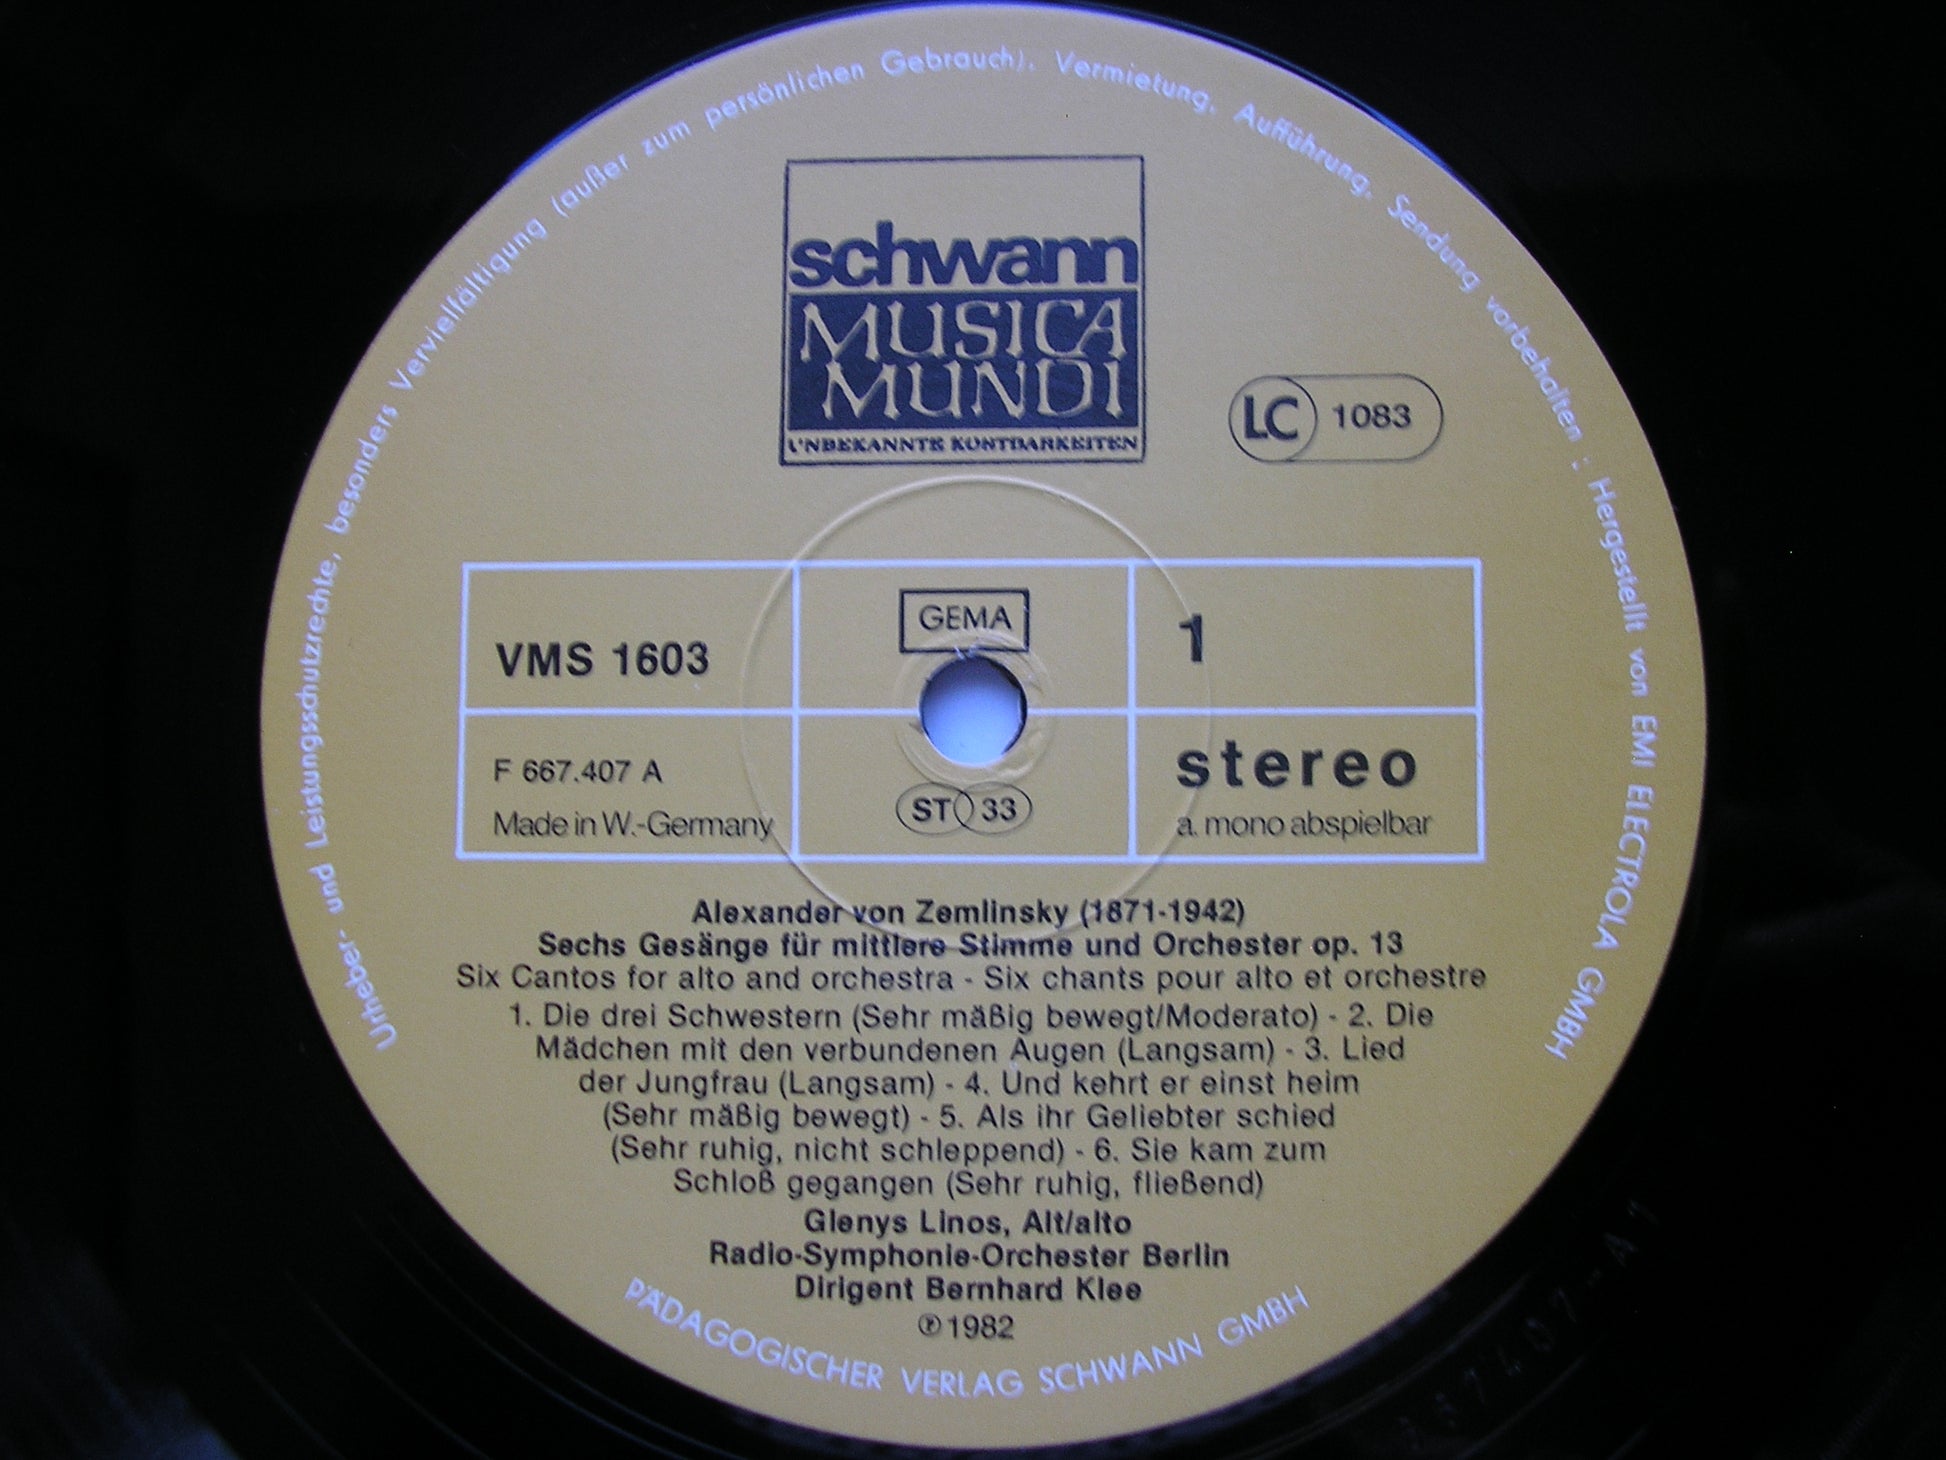 Urheber- und Leistungsschutzrechte, besonders Vervielfältigung (außer zum persönlichen Gebrauch), Vermietung, Aufführung, Sendung vorbehalten ; Hergestellt von EMI ELECTROLA GMBH
schwann
MUSICA
MUNDI
UNBEKANNTE KOSTBARKEITEN
LC 1083
VMS 1603
GEMA
1
F 667.407 A
Made in W.-Germany
ST 33
stereo
a. mono abspielbar
Alexander von Zemlinsky (1871-1942)
Sechs Gesänge für mittlere Stimme und Orchester op. 13
Six Cantos for alto and orchestra - Six chants pour alto et orchestre
1. Die drei Schwestern (Sehr mäßig bewegt/Moderato) - 2. Die
Mädchen mit den verbundenen Augen (Langsam) - 3. Lied
der Jungfrau (Langsam) - 4. Und kehrt er einst heim
(Sehr mäßig bewegt) - 5. Als ihr Geliebter schied
(Sehr ruhig, nicht schleppend) - 6. Sie kam zum
Schloß gegangen (Sehr ruhig, fließend)
Glenys Linos, Alt/alto
Radio-Symphonie-Orchester Berlin
Dirigent Bernhard Klee
℗ 1982
PÄDAGOGISCHER VERLAG SCHWANN GMBH